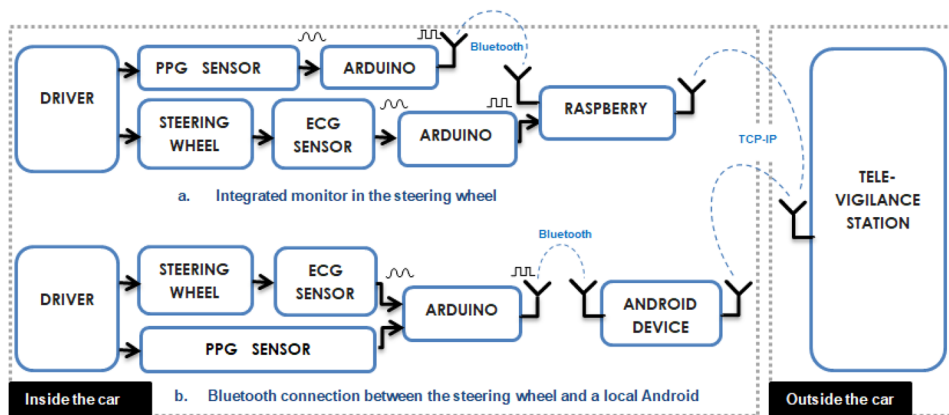 DRIVER
PPG SENSOR
ARDUINO
Bluetooth
STEERING
WHEEL
ECG
SENSOR
ARDUINO
RASPBERRY
TCP-IP
a. Integrated monitor in the steering wheel
DRIVER
STEERING
WHEEL
ECG
SENSOR
PPG SENSOR
ARDUINO
Bluetooth
ANDROID
DEVICE
TELE-
VIGILANCE
STATION
Inside the car
b. Bluetooth connection between the steering wheel and a local Android
Outside the car